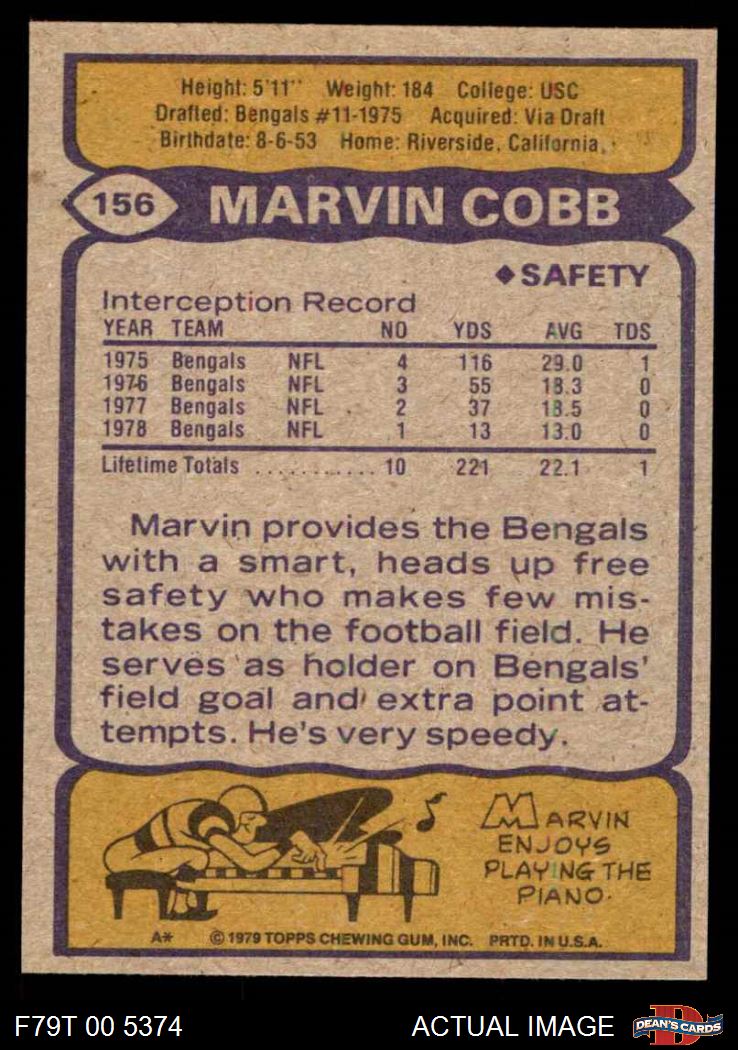 Height: 5'11" Weight: 184 College: USC
Drafted: Bengals #11-1975 Acquired: Via Draft
Birthdate: 8-6-53 Home: Riverside, California
156 MARVIN COBB
◆SAFETY
Interception Record
YEAR TEAM NO YDS AVG TDS
1975 Bengals NFL 4 116 29.0 1
1976 Bengals NFL 3 55 18.3 0
1977 Bengals NFL 2 37 18.5 0
1978 Bengals NFL 1 13 13.0 0
Lifetime Totals ............ 10 221 22.1 1
Marvin provides the Bengals
with a smart, heads up free
safety who makes few mis-
takes on the football field. He
serves as holder on Bengals'
field goal and extra point at-
tempts. He's very speedy.
MARVIN
ENJOYS
PLAYING THE
PIANO.
A* © 1979 TOPPS CHEWING GUM, INC. PRTD. IN U.S.A.
F79T 00 5374 ACTUAL IMAGE D DEAN'S CARDS